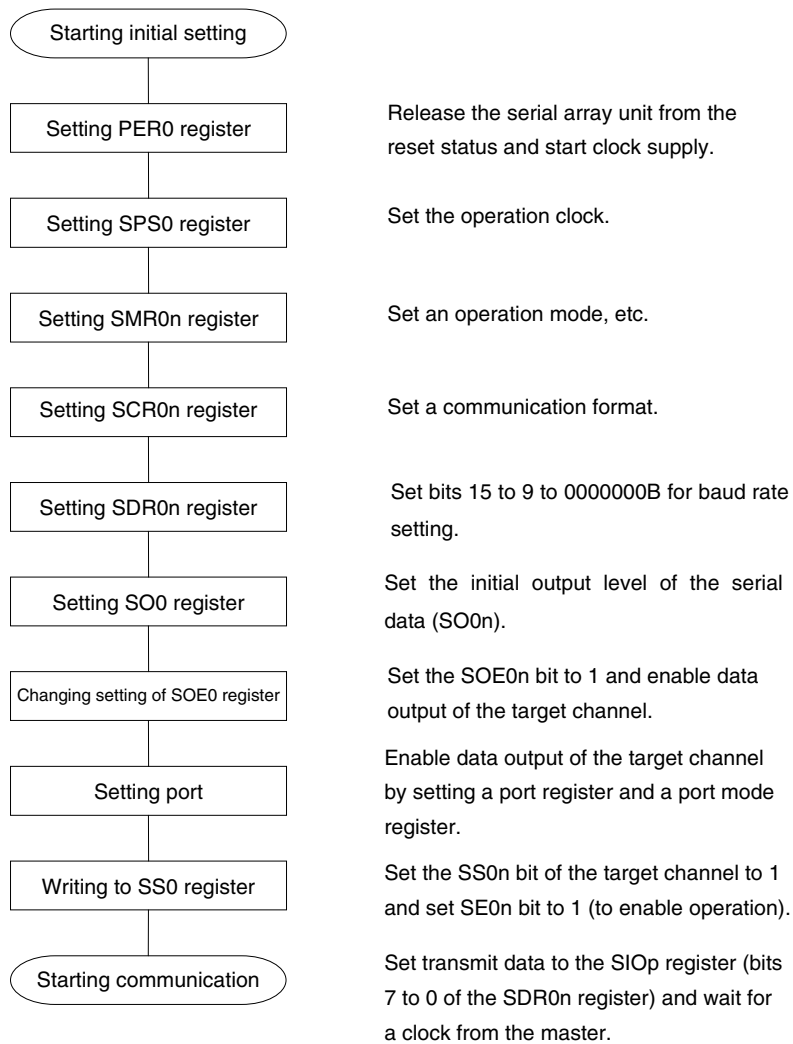 Starting initial setting
Setting PER0 register
Release the serial array unit from the
reset status and start clock supply.
Setting SPS0 register
Set the operation clock.
Setting SMR0n register
Set an operation mode, etc.
Setting SCR0n register
Set a communication format.
Setting SDR0n register
Set bits 15 to 9 to 0000000B for baud rate
setting.
Setting SO0 register
Set the initial output level of the serial
data (SO0n).
Changing setting of SOE0 register
Set the SOE0n bit to 1 and enable data
output of the target channel.
Setting port
Enable data output of the target channel
by setting a port register and a port mode
register.
Writing to SS0 register
Set the SS0n bit of the target channel to 1
and set SE0n bit to 1 (to enable operation).
Starting communication
Set transmit data to the SIOp register (bits
7 to 0 of the SDR0n register) and wait for
a clock from the master.